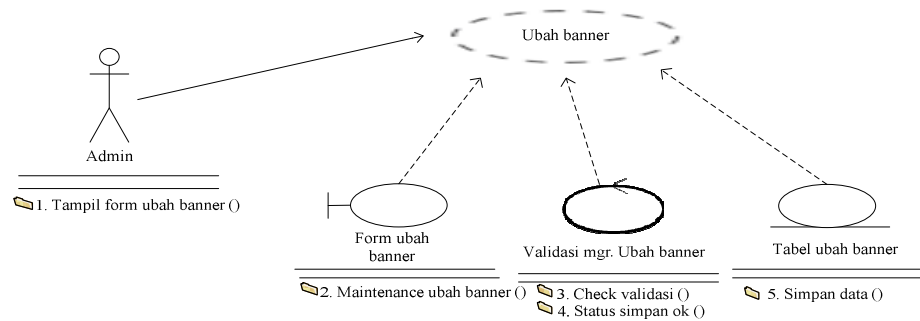 Ubah banner
Admin
1. Tampil form ubah banner ()
Form ubah
banner
2. Maintenance ubah banner ()
Validasi mgr. Ubah banner
3. Check validasi ()
4. Status simpan ok ()
Tabel ubah banner
5. Simpan data ()